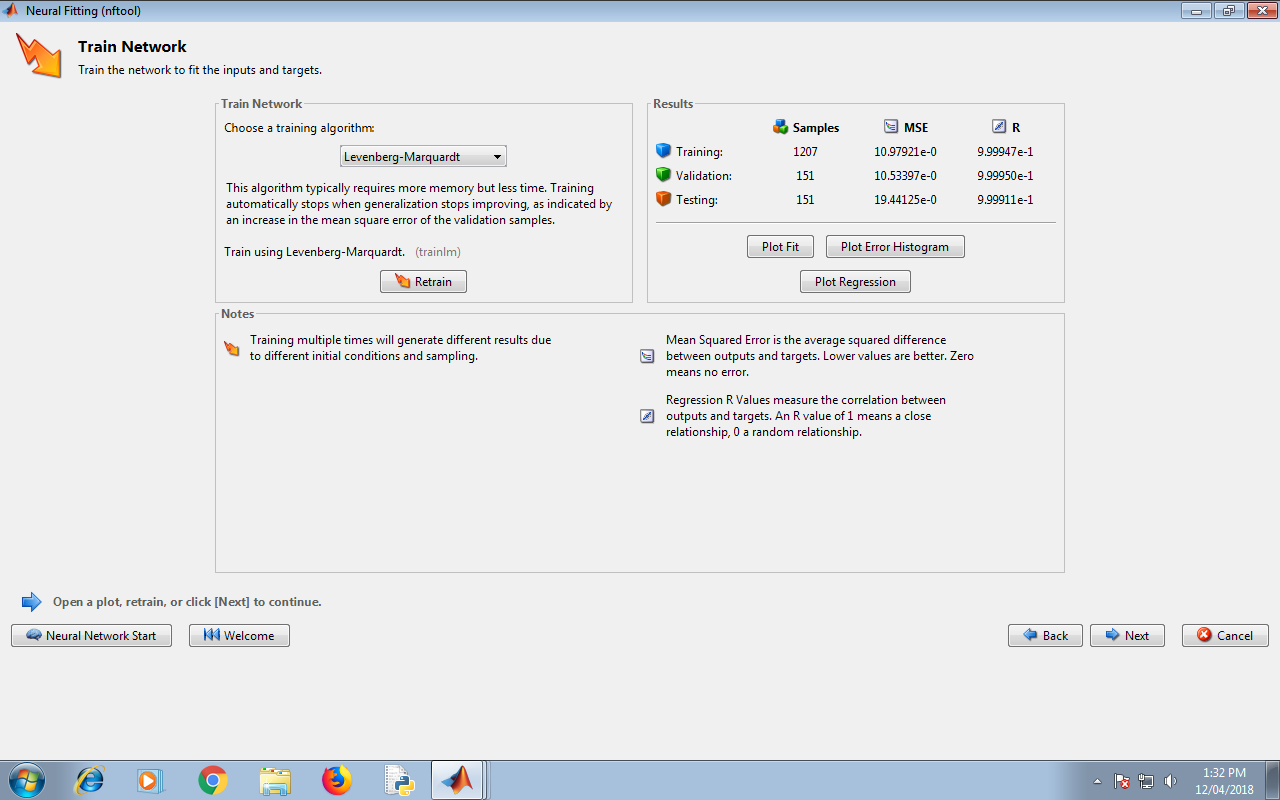 Neural Fitting (nftool)
Train Network
Train the network to fit the inputs and targets.
Train Network
Choose a training algorithm:
Levenberg-Marquardt
This algorithm typically requires more memory but less time. Training
automatically stops when generalization stops improving, as indicated by
an increase in the mean square error of the validation samples.
Train using Levenberg-Marquardt. (trainlm)
Retrain
Results
Samples MSE R
Training: 1207 10.97921e-0 9.99947e-1
Validation: 151 10.53397e-0 9.99950e-1
Testing: 151 19.44125e-0 9.99911e-1
Plot Fit Plot Error Histogram
Plot Regression
Notes
Training multiple times will generate different results due
to different initial conditions and sampling.
Mean Squared Error is the average squared difference
between outputs and targets. Lower values are better. Zero
means no error.
Regression R Values measure the correlation between
outputs and targets. An R value of 1 means a close
relationship, 0 a random relationship.
Open a plot, retrain, or click [Next] to continue.
Neural Network Start Welcome Back Next Cancel
1:32 PM
12/04/2018